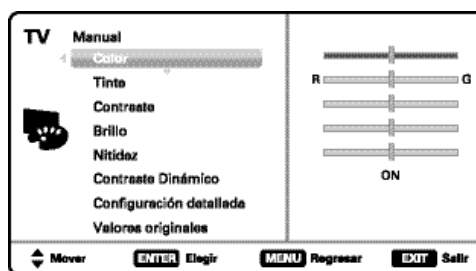 TV Manual
Color
R G
Tinte
Contraste
Brillo
Nitidez
Contraste Dinámico ON
Configuración detallada
Valores originales
Mover ENTER Elegir MENU Regresar EXIT Salir